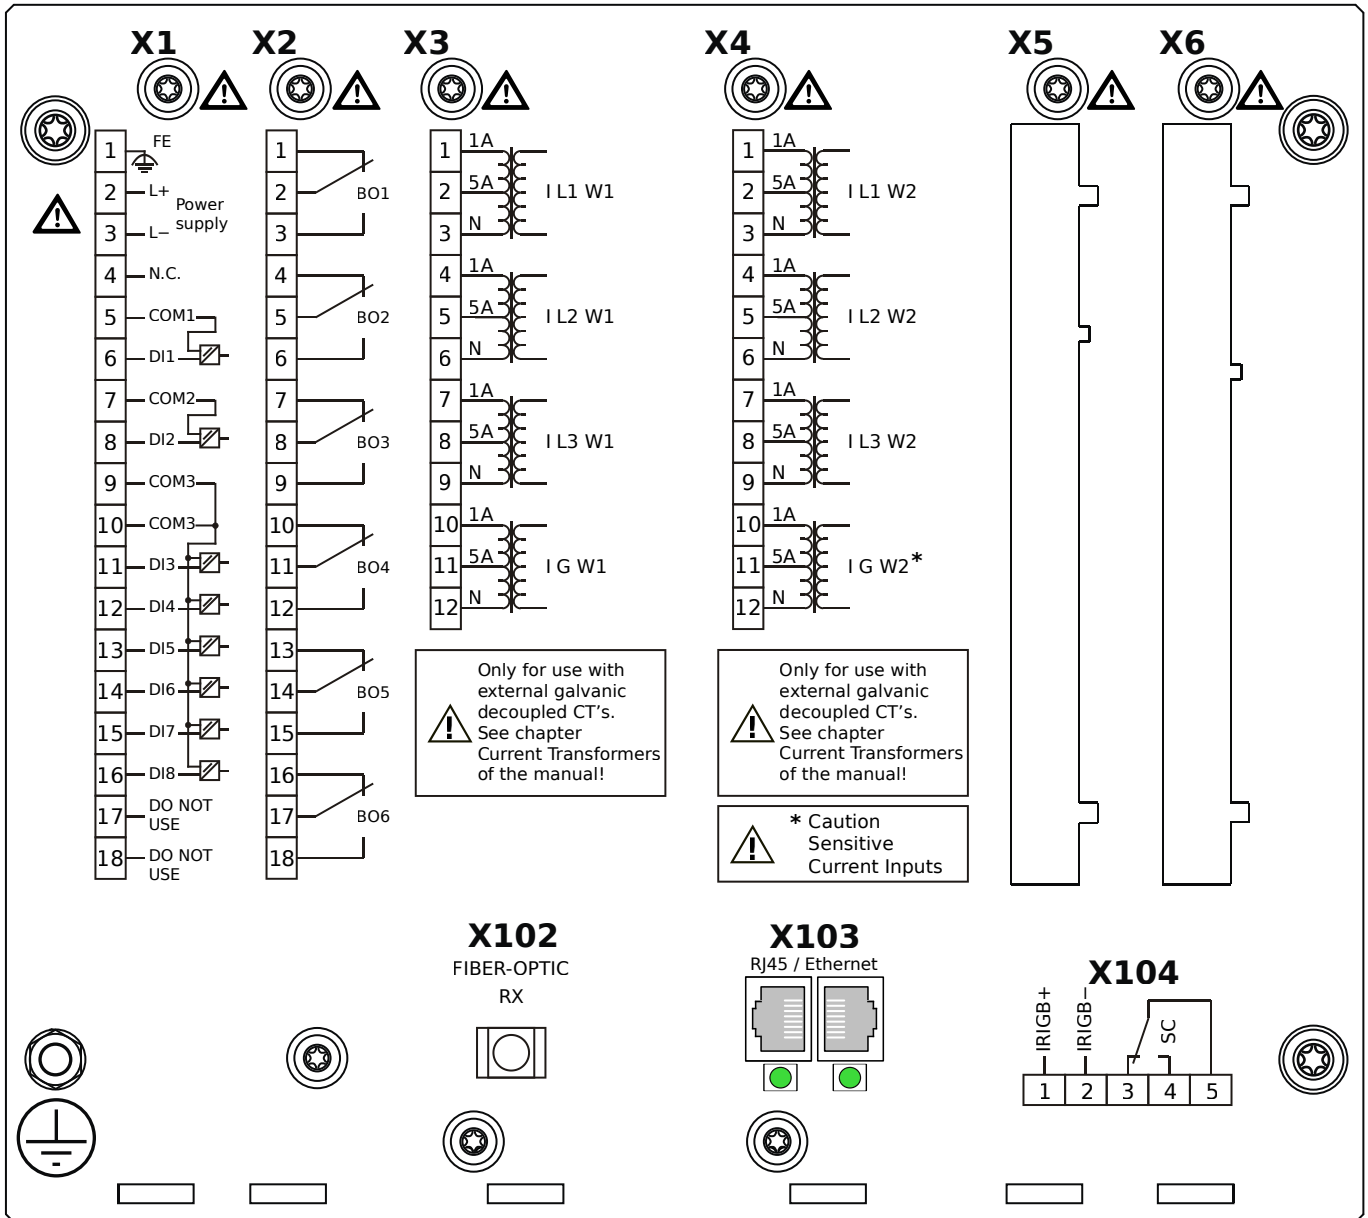 X1
X2
X3
X4
X5
X6
1 FE
2 L+
Power
supply
3 L−
4 N.C.
5 COM1
6 DI1
7 COM2
8 DI2
9 COM3
10 COM3
11 DI3
12 DI4
13 DI5
14 DI6
15 DI7
16 DI8
17 DO NOT
USE
18 DO NOT
USE
1
2 BO1
3
4
5 BO2
6
7
8 BO3
9
10
11 BO4
12
13
14 BO5
15
16
17 BO6
18
1 1A
2 5A I L1 W1
3 N
4 1A
5 5A I L2 W1
6 N
7 1A
8 5A I L3 W1
9 N
10 1A
11 5A I G W1
12 N
Only for use with
external galvanic
decoupled CT's.
See chapter
Current Transformers
of the manual!
1 1A
2 5A I L1 W2
3 N
4 1A
5 5A I L2 W2
6 N
7 1A
8 5A I L3 W2
9 N
10 1A
11 5A I G W2*
12 N
Only for use with
external galvanic
decoupled CT's.
See chapter
Current Transformers
of the manual!
* Caution
Sensitive
Current Inputs
X102
FIBER-OPTIC
RX
X103
RJ45 / Ethernet
X104
IRIGB+
IRIGB−
SC
1 2 3 4 5